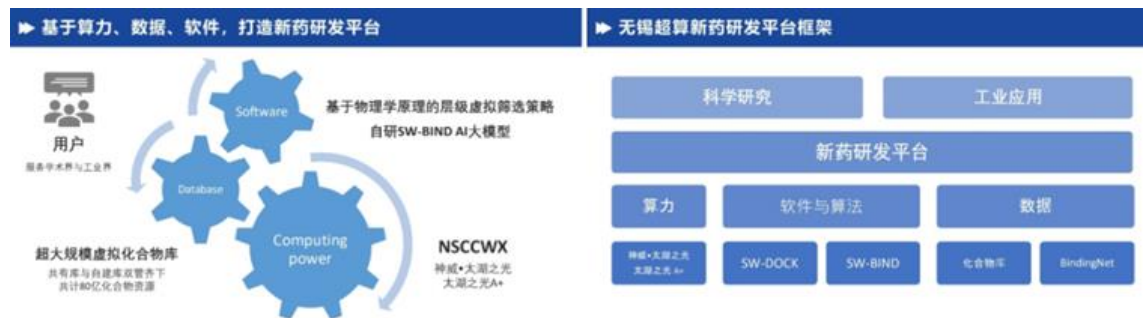 基于算力、数据、软件，打造新药研发平台
用户
服务学术界与工业界
Software
基于物理学原理的层级虚拟筛选策略
自研SW-BIND AI大模型
Database
Computing
power
超大规模虚拟化合物库
共有库与自建库双管齐下
共计80亿化合物资源
NSCCWX
神威•太湖之光
太湖之光A+
无锡超算新药研发平台框架
科学研究
工业应用
新药研发平台
算力
软件与算法
数据
神威•太湖之光
太湖之光 A+
SW-DOCK
SW-BIND
化合物库
BindingNet